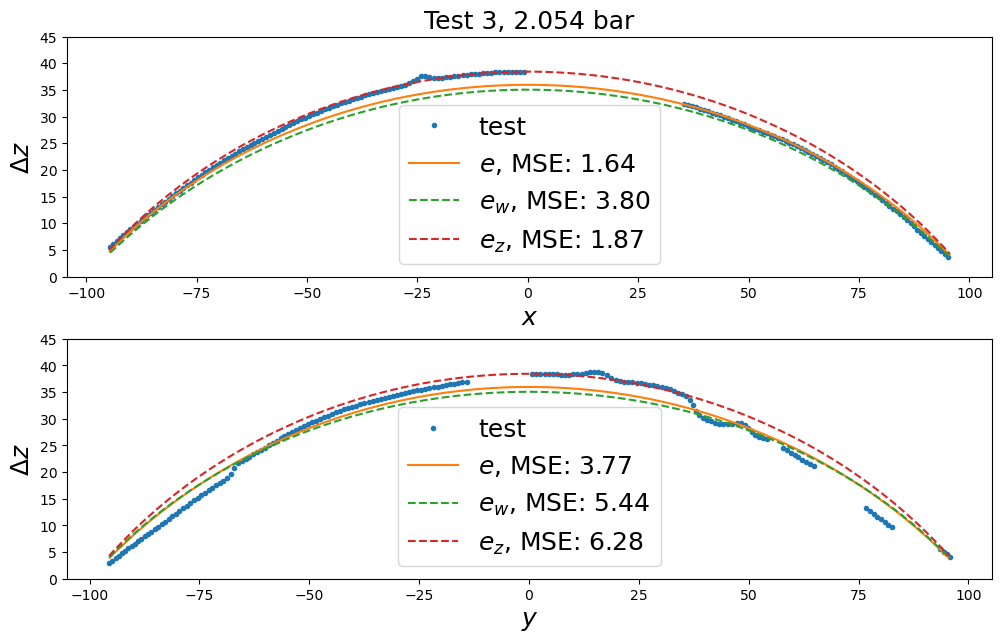 Test 3, 2.054 bar
45
40
35
30
25
20
15
10
5
0
Δz
test
e, MSE: 1.64
e_w, MSE: 3.80
e_z, MSE: 1.87
−100 −75 −50 −25 0 25 50 75 100
x
45
40
35
30
25
20
15
10
5
0
Δz
test
e, MSE: 3.77
e_w, MSE: 5.44
e_z, MSE: 6.28
−100 −75 −50 −25 0 25 50 75 100
y